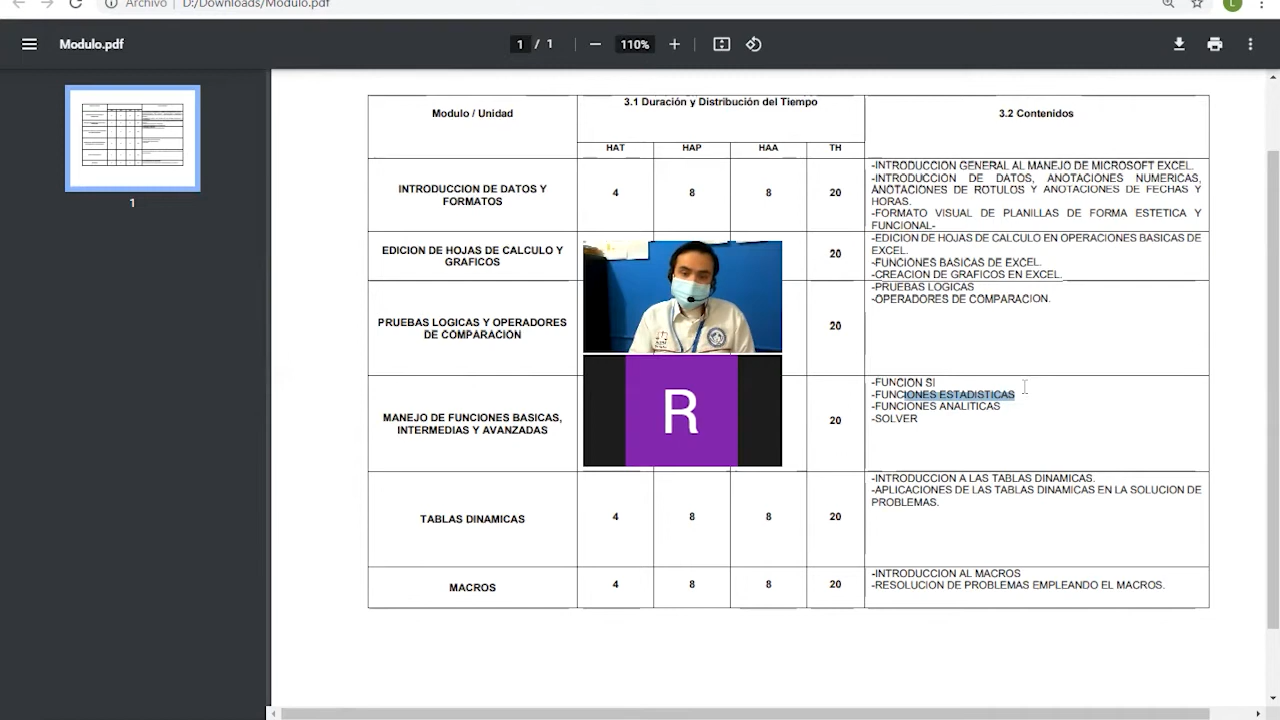 Archivo
D:/Downloads/Modulo.pdf
L
Modulo.pdf
1 / 1
110%
1
Modulo / Unidad
3.1 Duración y Distribución del Tiempo
3.2 Contenidos
HAT
HAP
HAA
TH
INTRODUCCION DE DATOS Y
FORMATOS
4
8
8
20
-INTRODUCCION GENERAL AL MANEJO DE MICROSOFT EXCEL.
-INTRODUCCION DE DATOS, ANOTACIONES NUMERICAS,
ANOTACIONES DE ROTULOS Y ANOTACIONES DE FECHAS Y
HORAS.
-FORMATO VISUAL DE PLANILLAS DE FORMA ESTETICA Y
FUNCIONAL-
EDICION DE HOJAS DE CALCULO Y
GRAFICOS
20
-EDICION DE HOJAS DE CALCULO EN OPERACIONES BASICAS DE
EXCEL.
-FUNCIONES BASICAS DE EXCEL.
-CREACION DE GRAFICOS EN EXCEL.
PRUEBAS LOGICAS Y OPERADORES
DE COMPARACION
20
-PRUEBAS LOGICAS
-OPERADORES DE COMPARACION.
MANEJO DE FUNCIONES BASICAS,
INTERMEDIAS Y AVANZADAS
R
20
-FUNCION SI
-FUNCIONES ESTADISTICAS
-FUNCIONES ANALITICAS
-SOLVER
TABLAS DINAMICAS
4
8
8
20
-INTRODUCCION A LAS TABLAS DINAMICAS.
-APLICACIONES DE LAS TABLAS DINAMICAS EN LA SOLUCION DE
PROBLEMAS.
MACROS
4
8
8
20
-INTRODUCCION AL MACROS
-RESOLUCION DE PROBLEMAS EMPLEANDO EL MACROS.